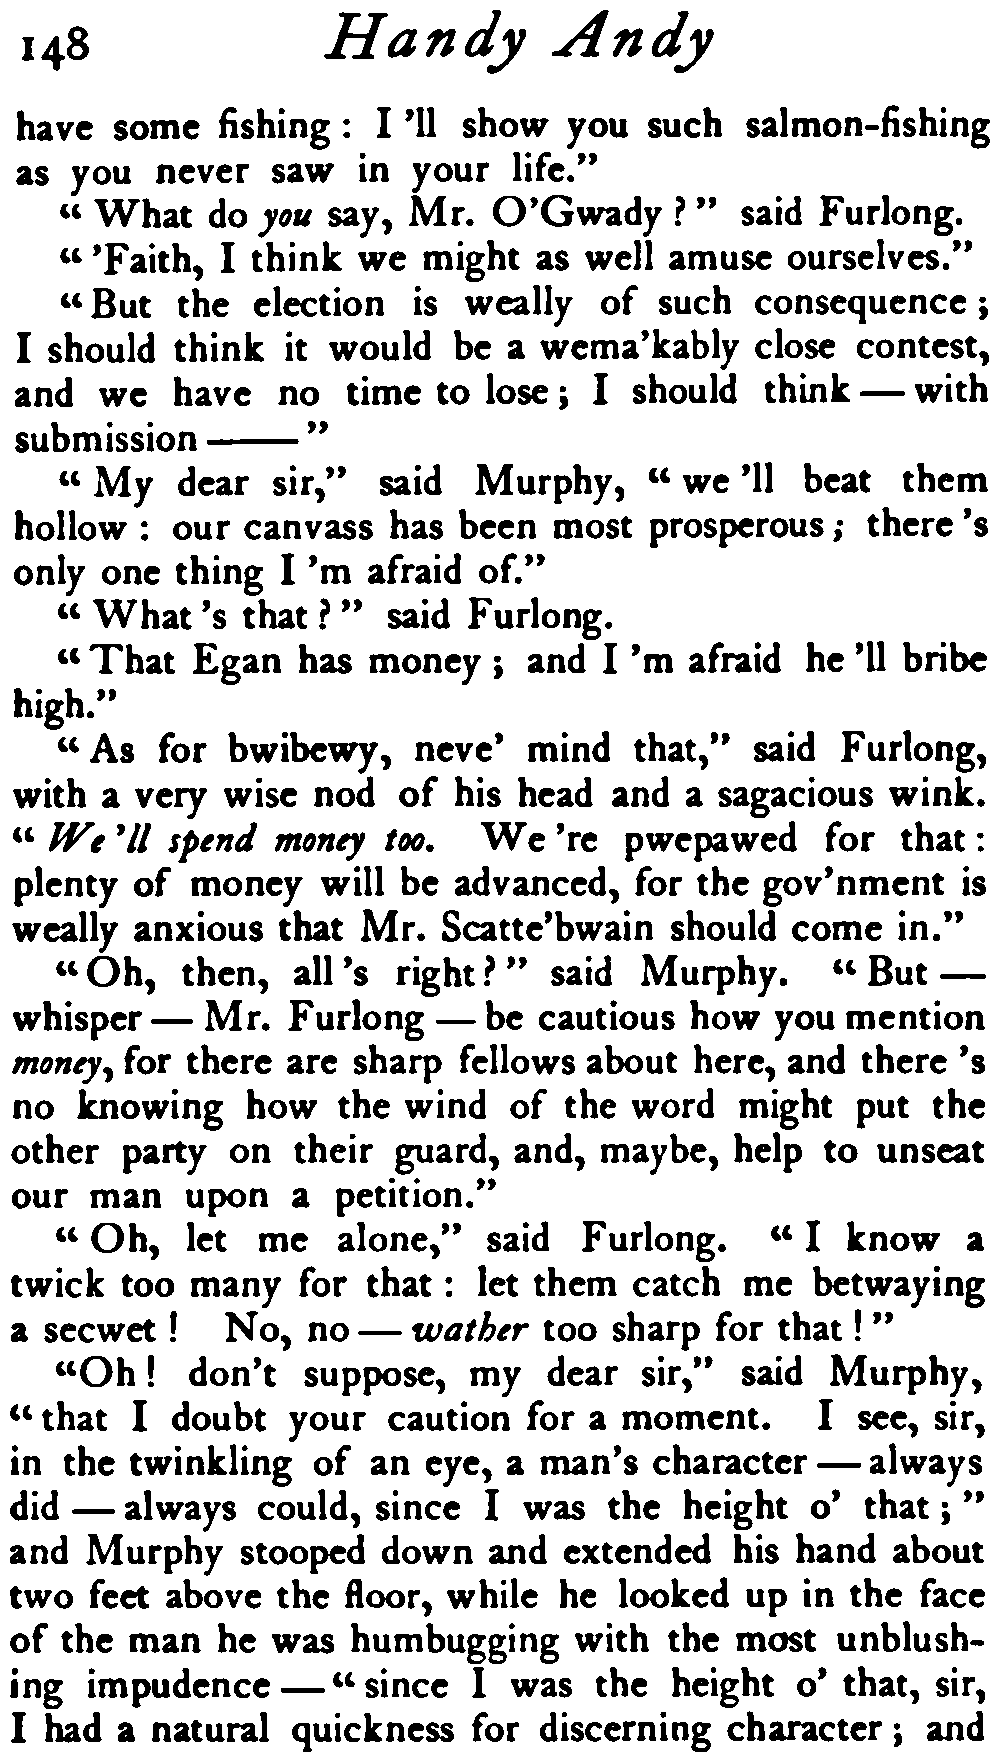 148 Handy Andy
have some fishing : I 'll show you such salmon-fishing
as you never saw in your life."
" What do you say, Mr. O'Gwady ? " said Furlong.
" 'Faith, I think we might as well amuse ourselves."
" But the election is weally of such consequence ;
I should think it would be a wema'kably close contest,
and we have no time to lose ; I should think — with
submission —— "
" My dear sir," said Murphy, " we 'll beat them
hollow : our canvass has been most prosperous ; there 's
only one thing I 'm afraid of."
" What 's that ? " said Furlong.
" That Egan has money ; and I 'm afraid he 'll bribe
high."
" As for bwibewy, neve' mind that," said Furlong,
with a very wise nod of his head and a sagacious wink.
" We 'll spend money too. We 're pwepawed for that :
plenty of money will be advanced, for the gov'nment is
weally anxious that Mr. Scatte'bwain should come in."
" Oh, then, all 's right ? " said Murphy. " But —
whisper — Mr. Furlong — be cautious how you mention
money, for there are sharp fellows about here, and there 's
no knowing how the wind of the word might put the
other party on their guard, and, maybe, help to unseat
our man upon a petition."
" Oh, let me alone," said Furlong. " I know a
twick too many for that : let them catch me betwaying
a secwet ! No, no — wather too sharp for that ! "
"Oh ! don't suppose, my dear sir," said Murphy,
" that I doubt your caution for a moment. I see, sir,
in the twinkling of an eye, a man's character — always
did — always could, since I was the height o' that ; "
and Murphy stooped down and extended his hand about
two feet above the floor, while he looked up in the face
of the man he was humbugging with the most unblush-
ing impudence — " since I was the height o' that, sir,
I had a natural quickness for discerning character ; and